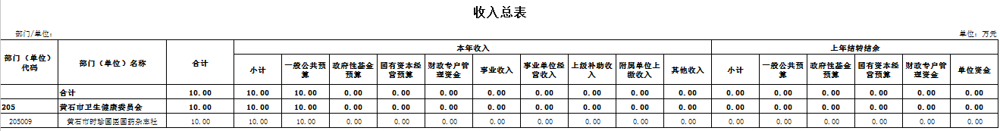 收入总表
部门/单位: 单位: 万元
部门（单位）代码 部门（单位）名称 合计 本年收入 上年结转结余
小计 一般公共预算 政府性基金预算 国有资本经营预算 财政专户管理资金 事业收入 事业单位经营收入 上级补助收入 附属单位上缴收入 其他收入 小计 一般公共预算 政府性基金预算 国有资本经营预算 财政专户管理资金 单位资金
合计 10.00 10.00 10.00 0.00 0.00 0.00 0.00 0.00 0.00 0.00 0.00 0.00 0.00 0.00 0.00 0.00 0.00
205 黄石市卫生健康委员会 10.00 10.00 10.00 0.00 0.00 0.00 0.00 0.00 0.00 0.00 0.00 0.00 0.00 0.00 0.00 0.00 0.00
205009 黄石市时珍国医国药杂志社 10.00 10.00 10.00 0.00 0.00 0.00 0.00 0.00 0.00 0.00 0.00 0.00 0.00 0.00 0.00 0.00 0.00